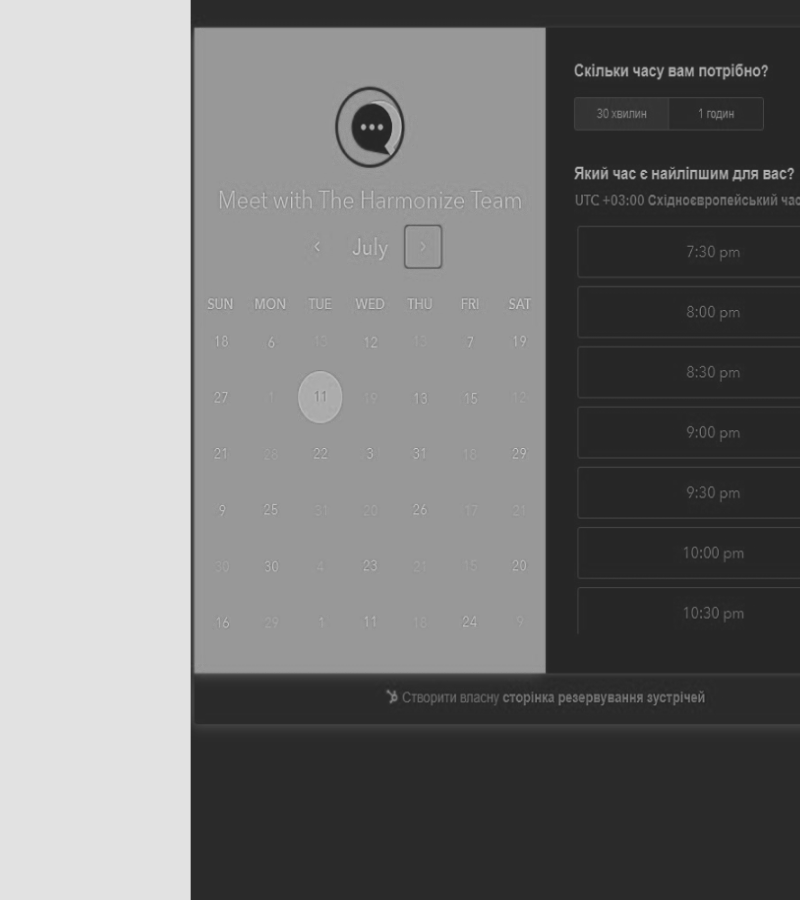 Meet with The Harmonize Team
July
SUN MON TUE WED THU FRI SAT
18 6 15 12 13 7 19
27 1 11 19 13 15 12
21 28 22 3 31 18 29
9 25 31 20 26 17 21
30 30 4 23 21 15 20
16 29 1 11 18 24 9
Скільки часу вам потрібно?
30 хвилин 1 годин
Який час є найліпшим для вас?
UTC +03:00 Східноєвропейський час
7:30 pm
8:00 pm
8:30 pm
9:00 pm
9:30 pm
10:00 pm
10:30 pm
Створити власну сторінка резервування зустрічей